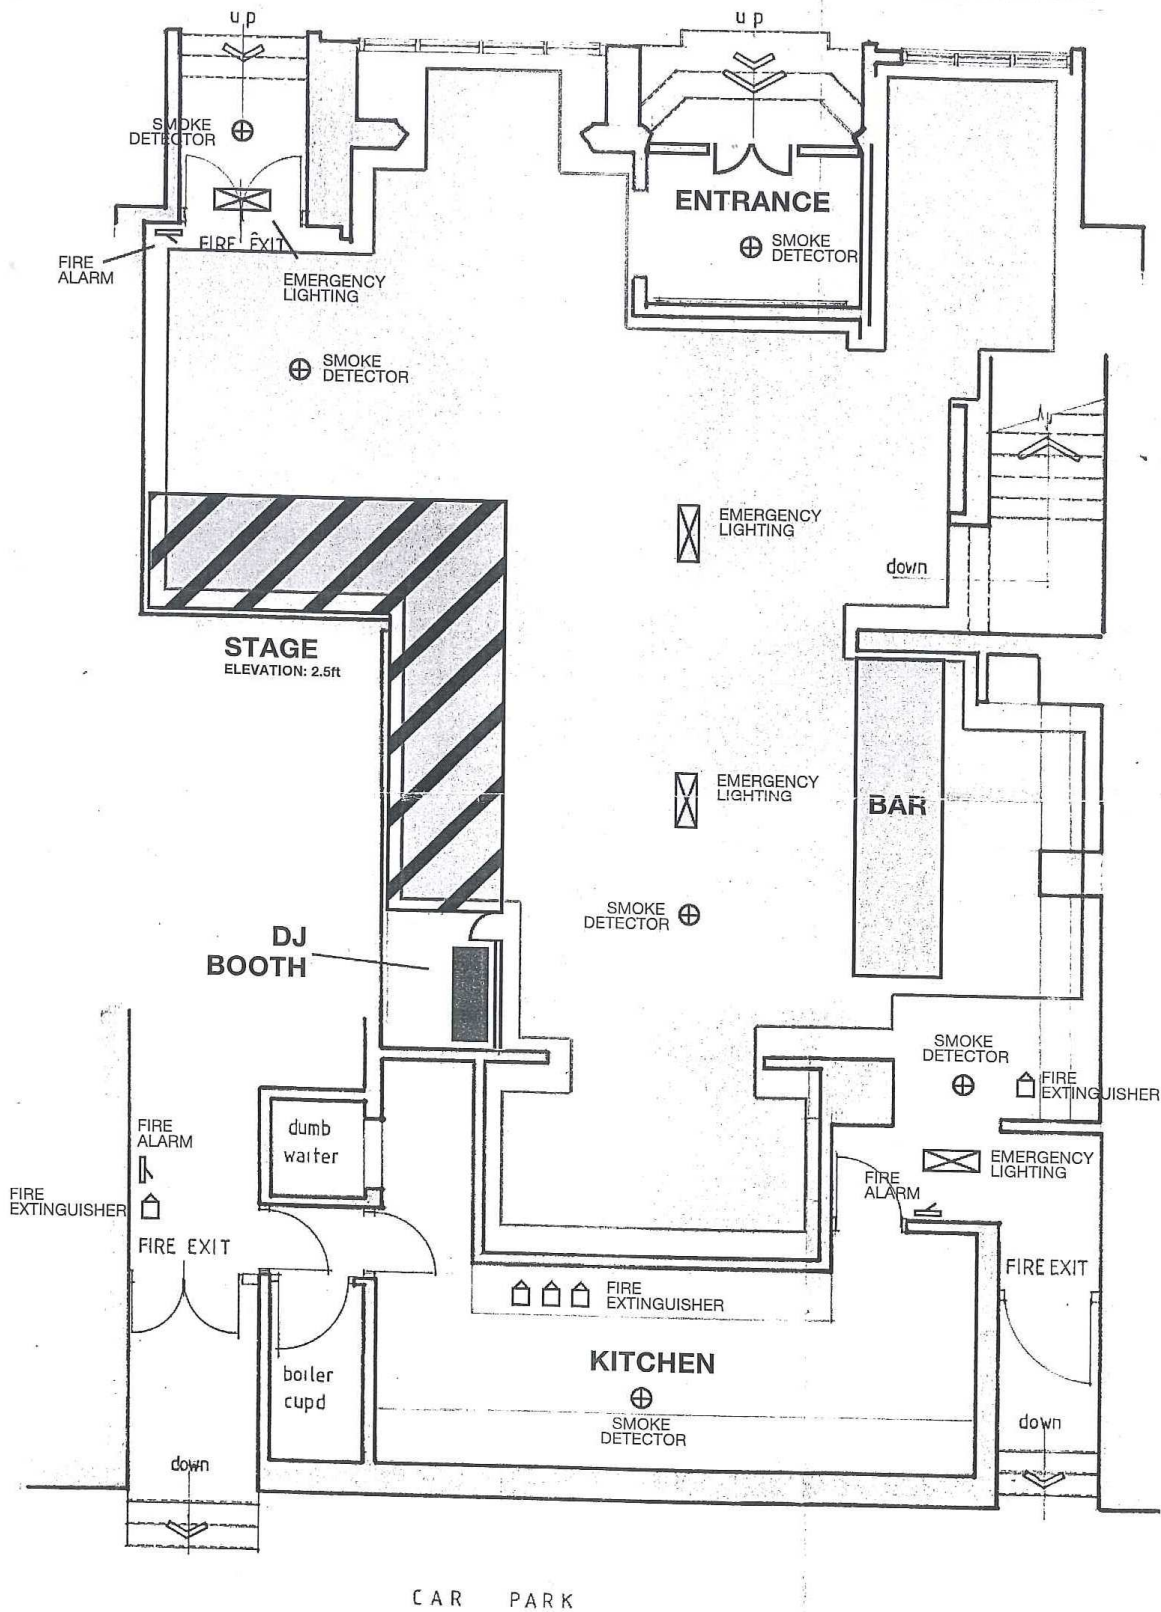 up
up
SMOKE
DETECTOR
ENTRANCE
FIRE EXIT
FIRE
ALARM
EMERGENCY
LIGHTING
SMOKE
DETECTOR
SMOKE
DETECTOR
EMERGENCY
LIGHTING
down
STAGE
ELEVATION: 2.5ft
EMERGENCY
LIGHTING
BAR
SMOKE
DETECTOR
DJ
BOOTH
SMOKE
DETECTOR
FIRE
EXTINGUISHER
FIRE
ALARM
dumb
waiter
EMERGENCY
LIGHTING
FIRE
ALARM
FIRE
EXTINGUISHER
FIRE EXIT
FIRE EXIT
FIRE
EXTINGUISHER
KITCHEN
boiler
cupd
SMOKE
DETECTOR
down
down
CAR PARK